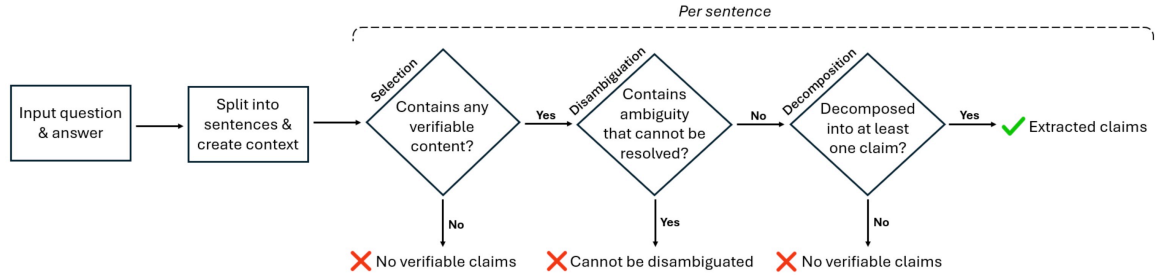 Per sentence
Input question
& answer
Split into
sentences &
create context
Selection
Contains any
verifiable
content?
Yes
No
No verifiable claims
Disambiguation
Contains
ambiguity
that cannot be
resolved?
No
Yes
Cannot be disambiguated
Decomposition
Decomposed
into at least
one claim?
Yes
No
No verifiable claims
Extracted claims